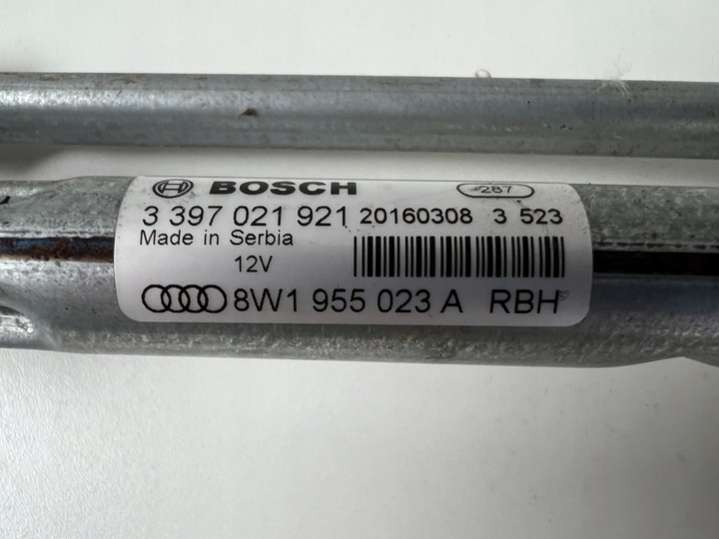 BOSCH 287
3 397 021 921 20160308 3 523
Made in Serbia
12V
8W1 955 023 A RBH